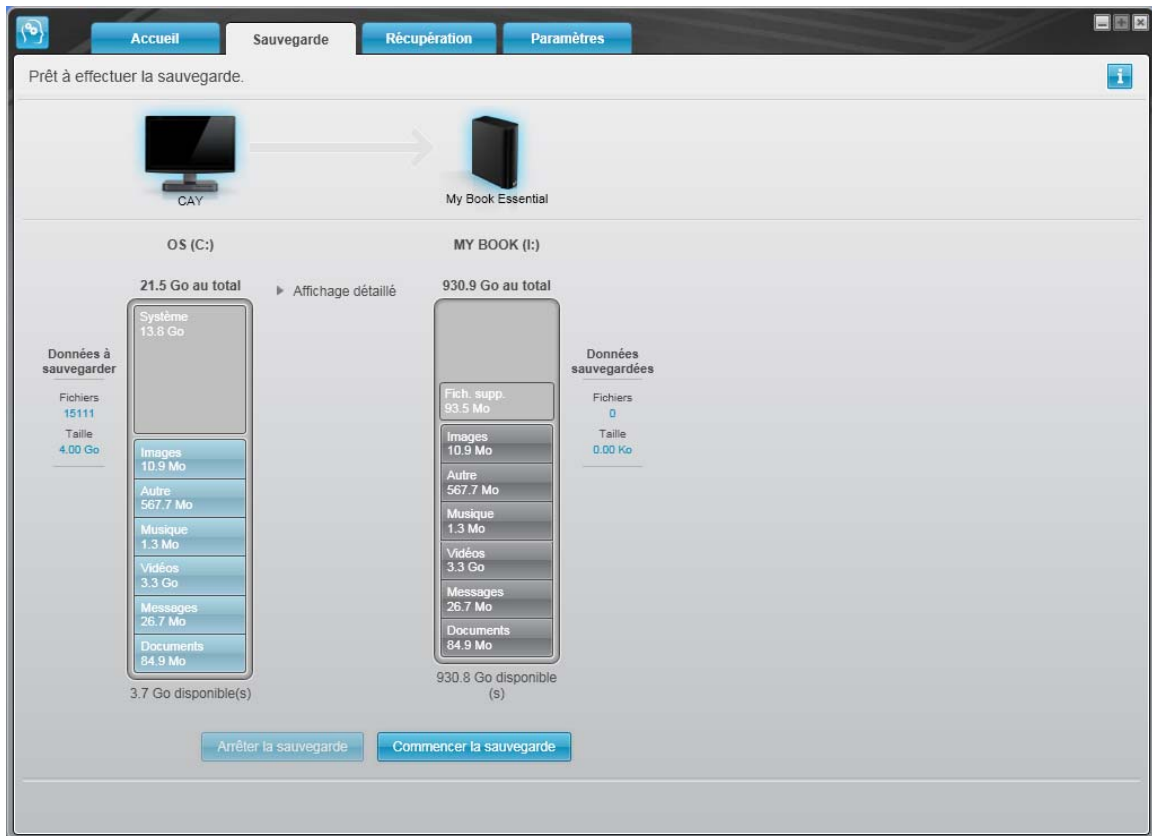 Accueil
Sauvegarde
Récupération
Paramètres
Prêt à effectuer la sauvegarde.
i
CAY
My Book Essential
OS (C:)
MY BOOK (I:)
21.5 Go au total
Affichage détaillé
930.9 Go au total
Données à
sauvegarder
Fichiers
15111
Taille
4.00 Go
Système
13.8 Go
Images
10.9 Mo
Autre
567.7 Mo
Musique
1.3 Mo
Vidéos
3.3 Go
Messages
26.7 Mo
Documents
84.9 Mo
3.7 Go disponible(s)
Fich. supp.
93.5 Mo
Images
10.9 Mo
Autre
567.7 Mo
Musique
1.3 Mo
Vidéos
3.3 Go
Messages
26.7 Mo
Documents
84.9 Mo
930.8 Go disponible
(s)
Données
sauvegardées
Fichiers
0
Taille
0.00 Ko
Arrêter la sauvegarde
Commencer la sauvegarde